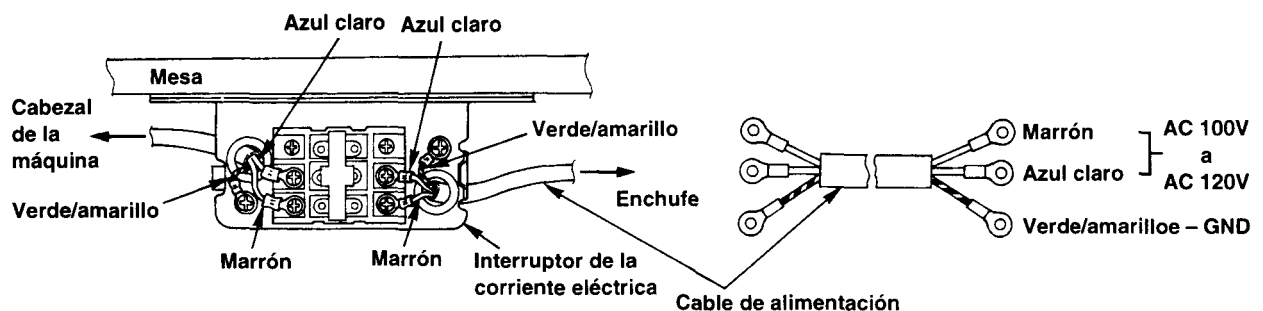 Azul claro Azul claro
Mesa
Cabezal
de la
máquina
Verde/amarillo
Verde/amarillo
Enchufe
Marrón
Marrón
Interruptor de la
corriente eléctrica
Cable de alimentación
Marrón
Azul claro
Verde/amarilloe – GND
AC 100V
a
AC 120V